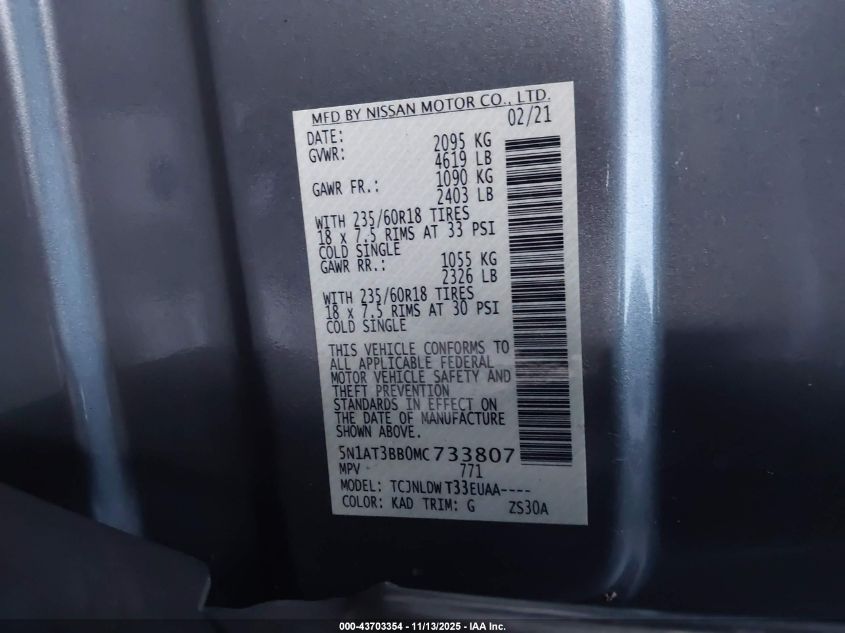 MFD BY NISSAN MOTOR CO., LTD.
DATE: 02/21
GVWR: 2095 KG
4619 LB
GAWR FR.: 1090 KG
2403 LB
WITH 235/60R18 TIRES
18 x 7.5 RIMS AT 33 PSI
COLD SINGLE
GAWR RR.: 1055 KG
2326 LB
WITH 235/60R18 TIRES
18 x 7.5 RIMS AT 30 PSI
COLD SINGLE
THIS VEHICLE CONFORMS TO
ALL APPLICABLE FEDERAL
MOTOR VEHICLE SAFETY AND
THEFT PREVENTION
STANDARDS IN EFFECT ON
THE DATE OF MANUFACTURE
SHOWN ABOVE.
5N1AT3BB0MC733807
MPV 771
MODEL: TCJNLDW T33EUAA----
COLOR: KAD TRIM: G ZS30A
000-43703354 - 11/13/2025 - IAA Inc.